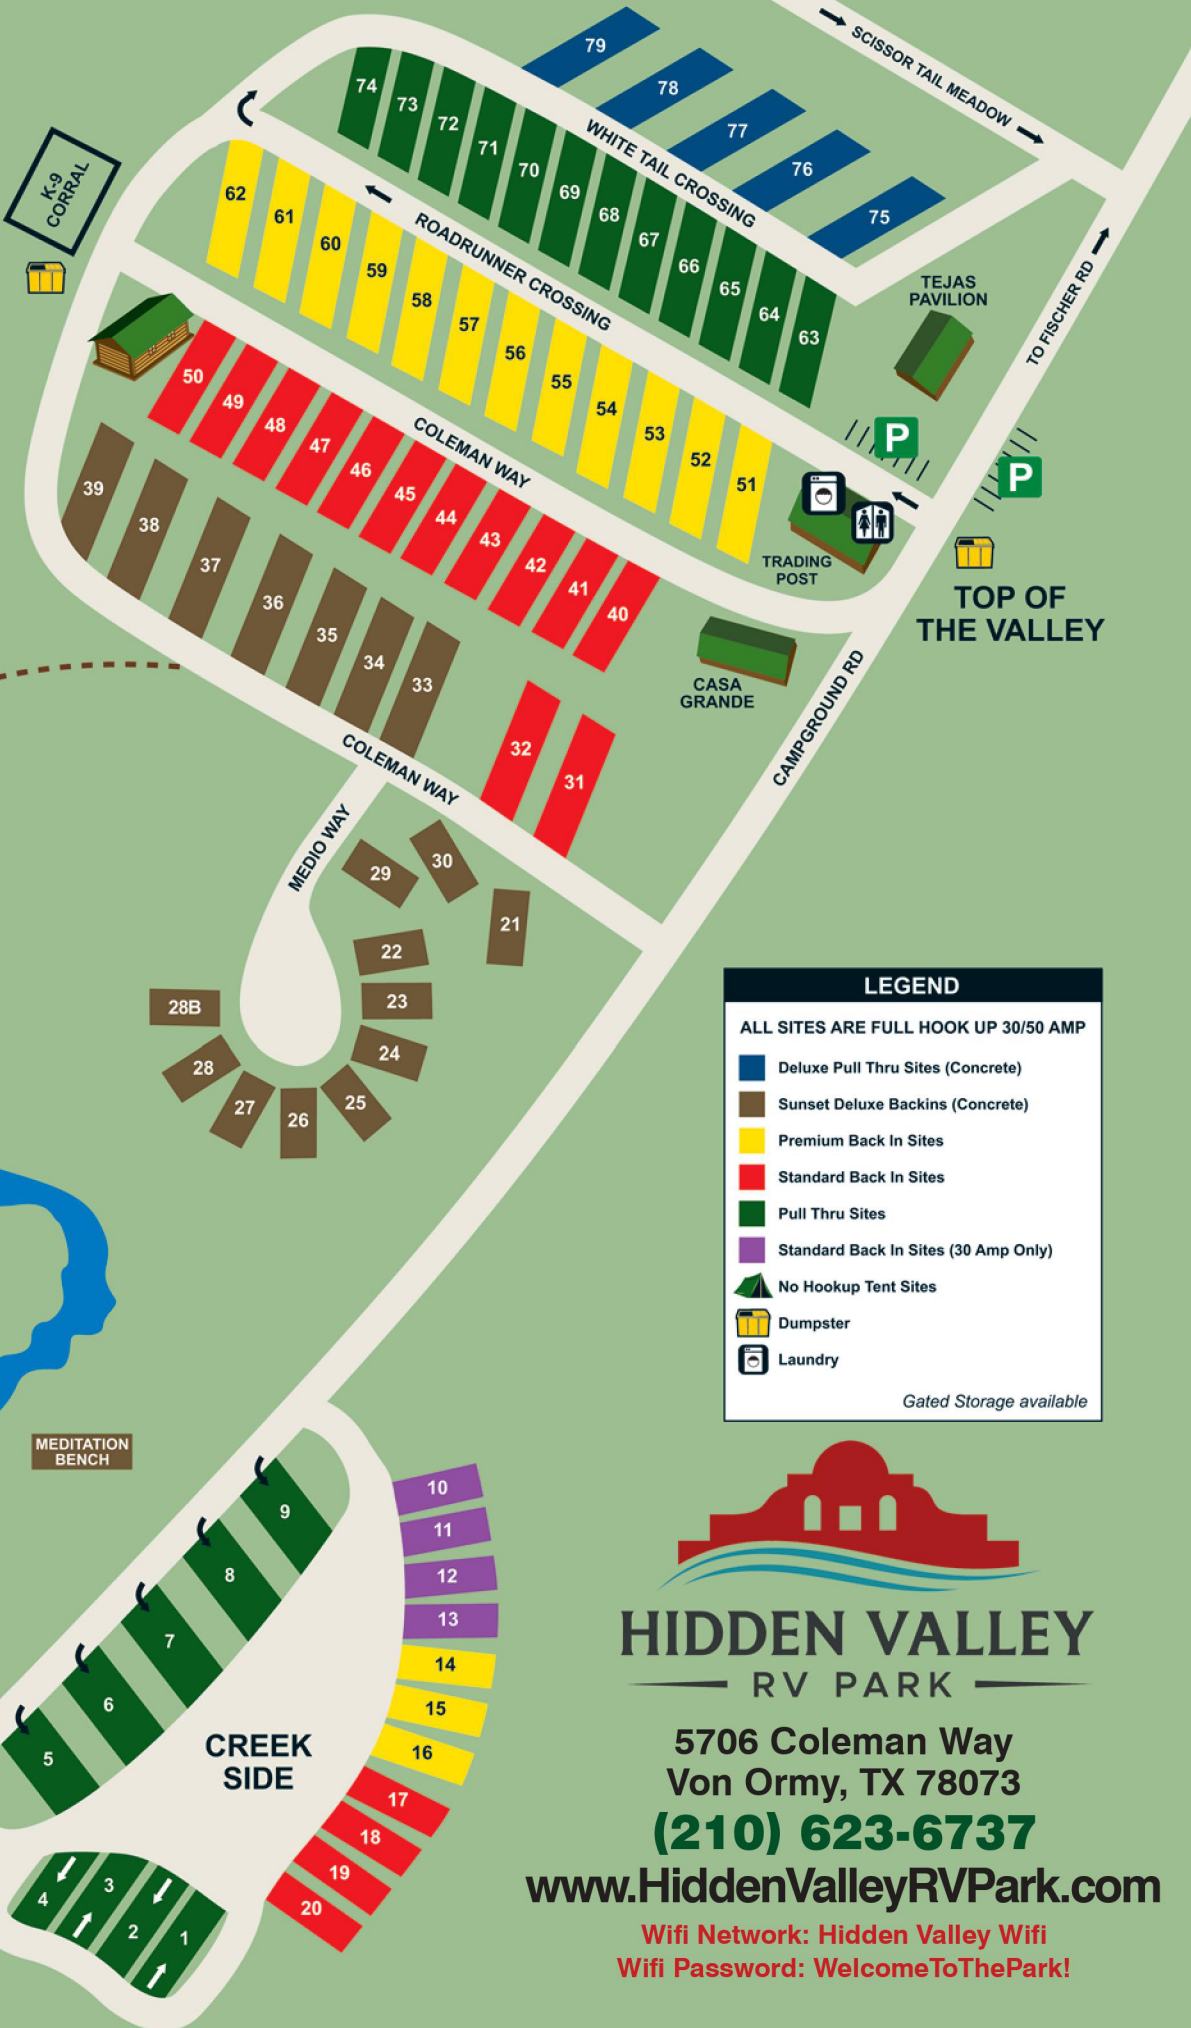 SCISSOR TAIL MEADOW
79
78
77
76
75
WHITE TAIL CROSSING
74
73
72
71
70
69
68
67
66
65
64
63
K-9
CORRAL
ROADRUNNER CROSSING
62
61
60
59
58
57
56
55
54
53
52
51
TEJAS
PAVILION
TO FISCHER RD
P
P
TRADING
POST
TOP OF
THE VALLEY
COLEMAN WAY
50
49
48
47
46
45
44
43
42
41
40
CASA
GRANDE
CAMPGROUND RD
39
38
37
36
35
34
33
32
31
COLEMAN WAY
MEDIO WAY
29
30
21
22
23
24
25
26
27
28
28B
LEGEND
ALL SITES ARE FULL HOOK UP 30/50 AMP
Deluxe Pull Thru Sites (Concrete)
Sunset Deluxe Backins (Concrete)
Premium Back In Sites
Standard Back In Sites
Pull Thru Sites
Standard Back In Sites (30 Amp Only)
No Hookup Tent Sites
Dumpster
Laundry
Gated Storage available
MEDITATION
BENCH
9
8
7
6
5
10
11
12
13
14
15
16
17
18
19
20
CREEK
SIDE
4
3
2
1
HIDDEN VALLEY
RV PARK
5706 Coleman Way
Von Ormy, TX 78073
(210) 623-6737
www.HiddenValleyRVPark.com
Wifi Network: Hidden Valley Wifi
Wifi Password: WelcomeToThePark!